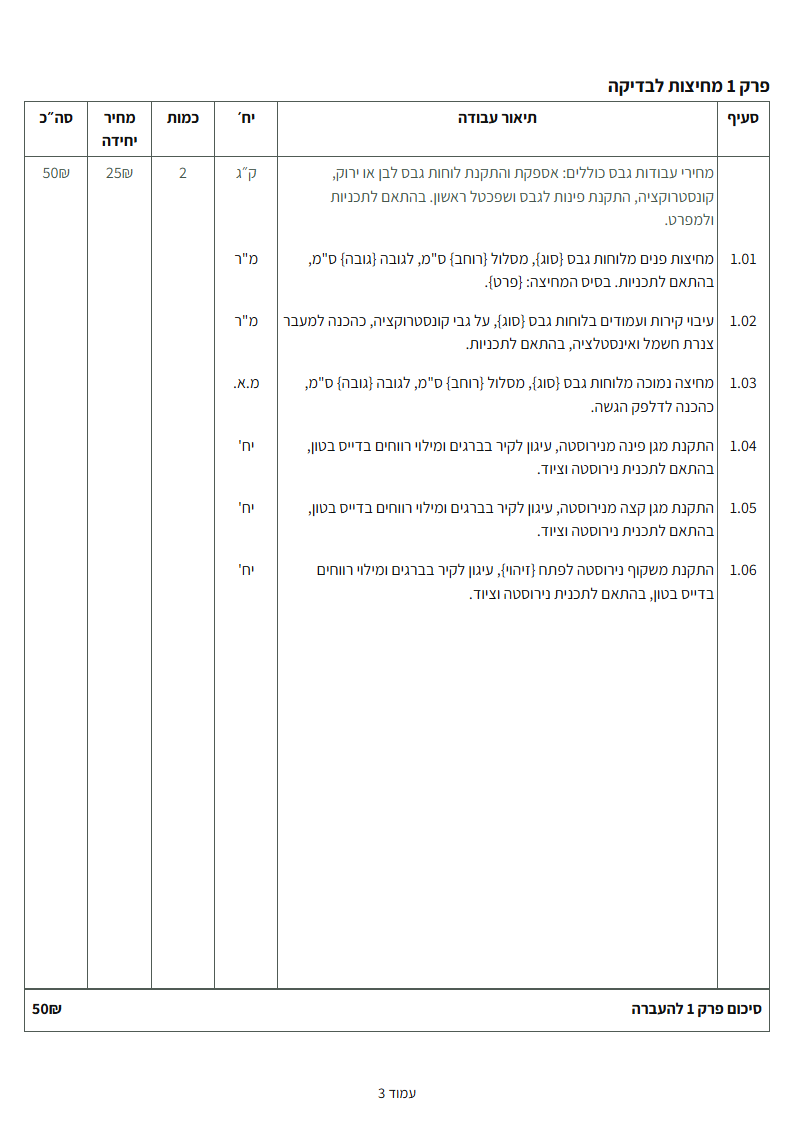 פרק 1 מחיצות לבדיקה
סעיף תיאור עבודה יח׳ כמות מחיר יחידה סה״כ
מחירי עבודות גבס כוללים: אספקת והתקנת לוחות גבס לבן או ירוק, ק״ג 2 25₪ 50₪
קונסטרוקציה, התקנת פינות לגבס ושפכטל ראשון. בהתאם לתכניות
ולמפרט.
1.01 מחיצות פנים מלוחות גבס {סוג}, מסלול {רוחב} ס"מ, לגובה {גובה} ס"מ, מ"ר
בהתאם לתכניות. בסיס המחיצה: {פרט}.
1.02 עיבוי קירות ועמודים בלוחות גבס {סוג}, על גבי קונסטרוקציה, כהכנה למעבר מ"ר
צנרת חשמל ואינסטלציה, בהתאם לתכניות.
1.03 מחיצה נמוכה מלוחות גבס {סוג}, מסלול {רוחב} ס"מ, לגובה {גובה} ס"מ, מ.א.
כהכנה לדלפק הגשה.
1.04 התקנת מגן פינה מנירוסטה, עיגון לקיר בברגים ומילוי רווחים בדייס בטון, יח'
בהתאם לתכנית נירוסטה וציוד.
1.05 התקנת מגן קצה מנירוסטה, עיגון לקיר בברגים ומילוי רווחים בדייס בטון, יח'
בהתאם לתכנית נירוסטה וציוד.
1.06 התקנת משקוף נירוסטה לפתח {זיהוי}, עיגון לקיר בברגים ומילוי רווחים יח'
בדייס בטון, בהתאם לתכנית נירוסטה וציוד.
סיכום פרק 1 להעברה 50₪
עמוד 3